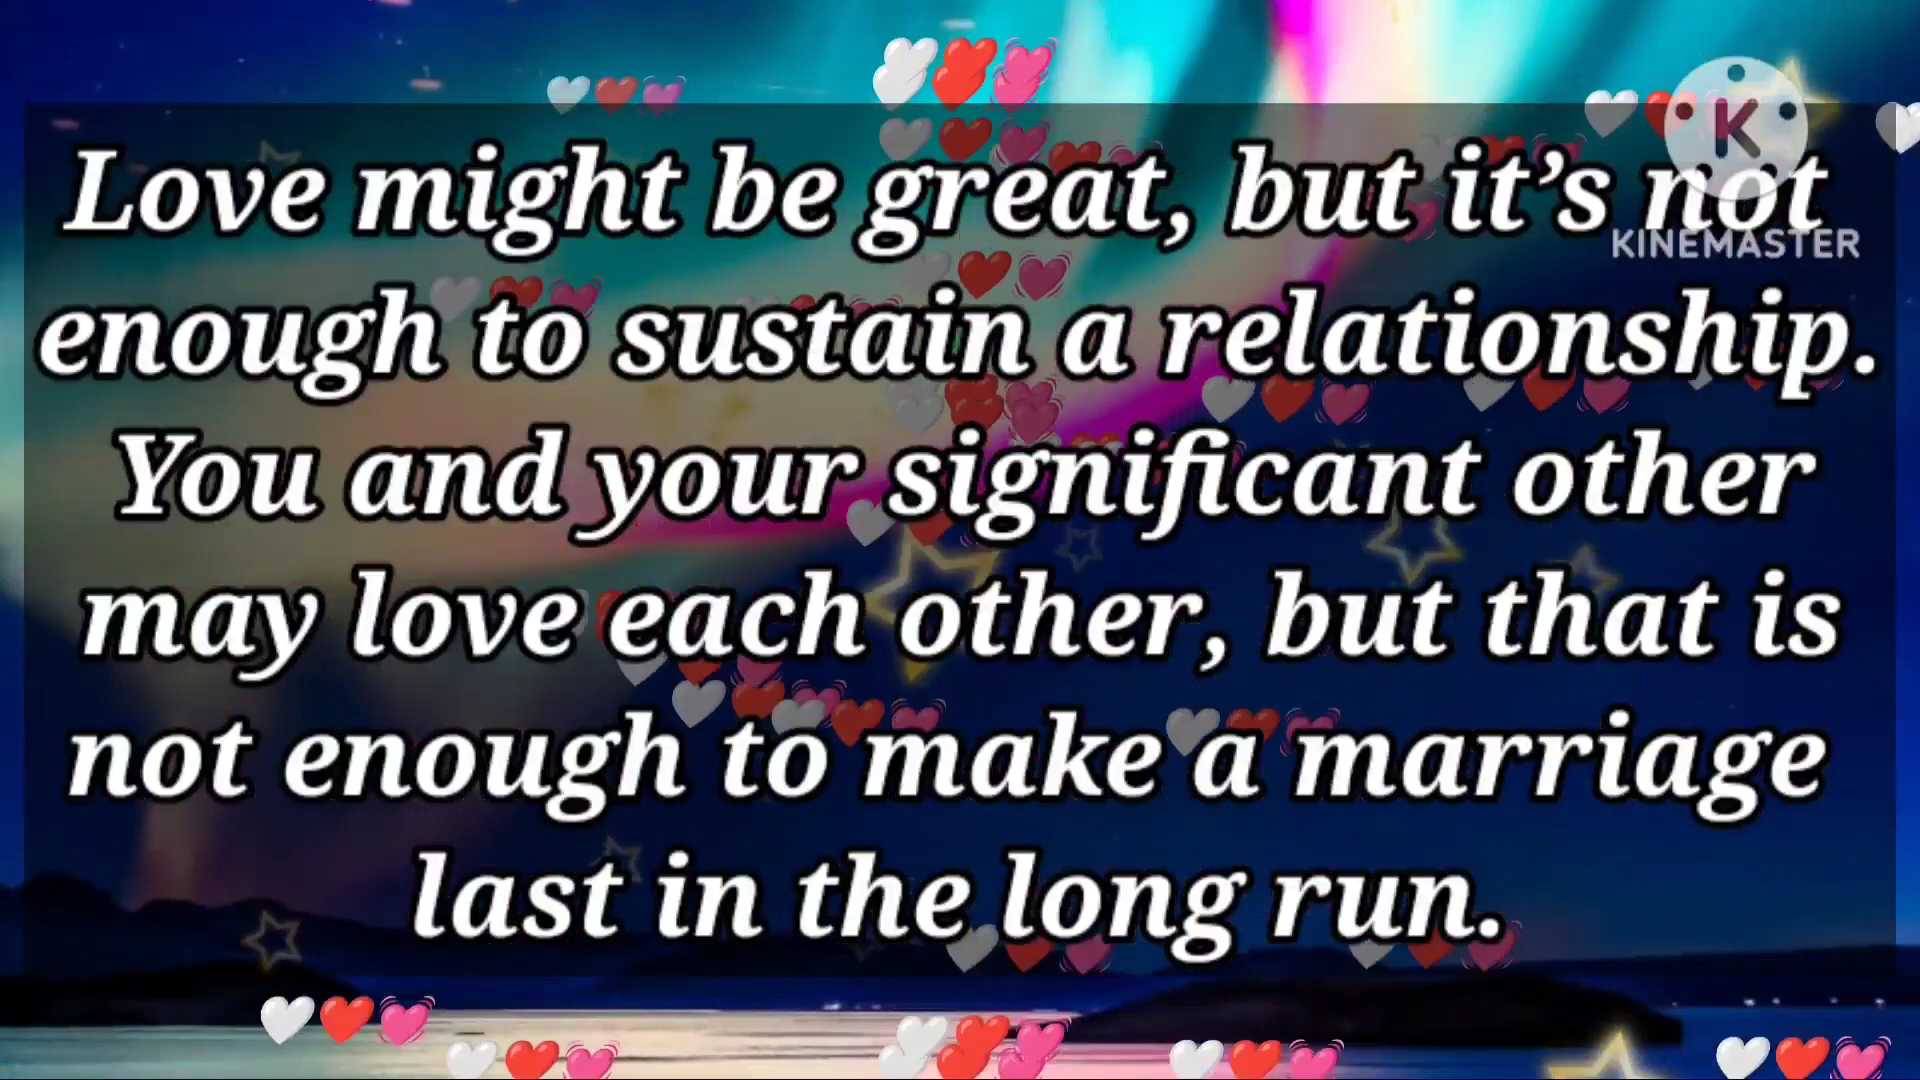 Love might be great, but it’s not
enough to sustain a relationship.
You and your significant other
may love each other, but that is
not enough to make a marriage
last in the long run.
K
KINEMASTER